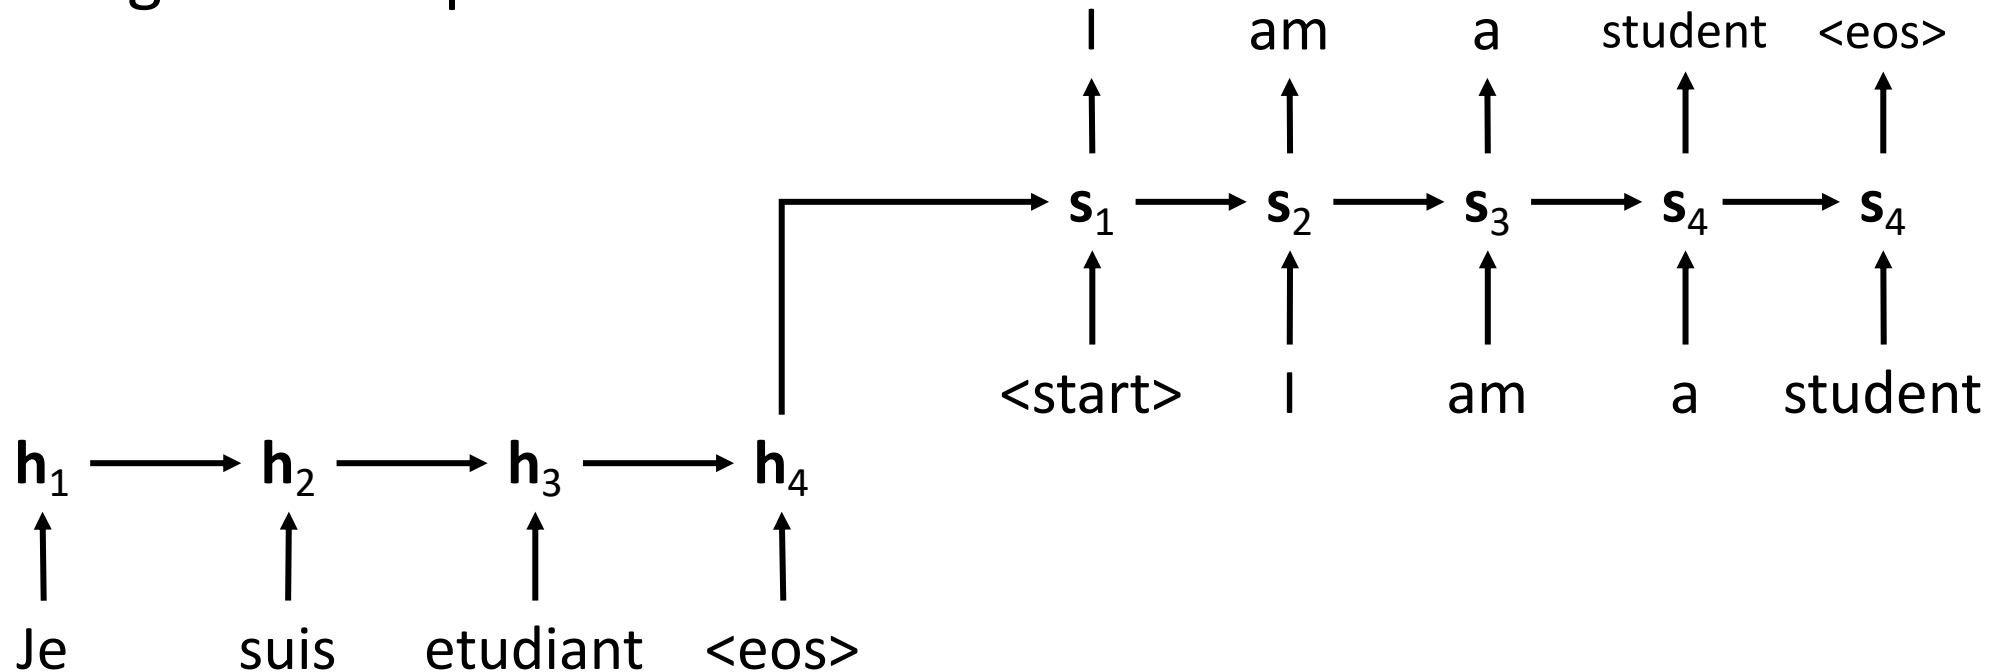 I am a student <eos>
s1 s2 s3 s4 s4
<start> I am a student
h1 h2 h3 h4
Je suis etudiant <eos>